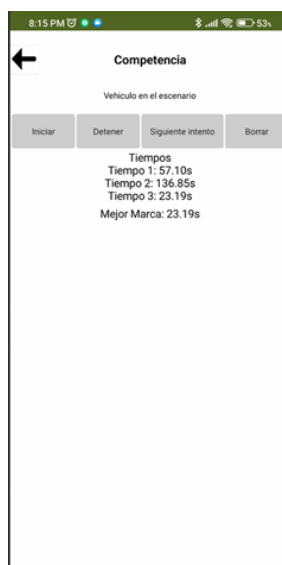 8:15 PM 53%
Competencia
Vehiculo en el escenario
Iniciar Detener Siguiente intento Borrar
Tiempos
Tiempo 1: 57.10s
Tiempo 2: 136.85s
Tiempo 3: 23.19s
Mejor Marca: 23.19s